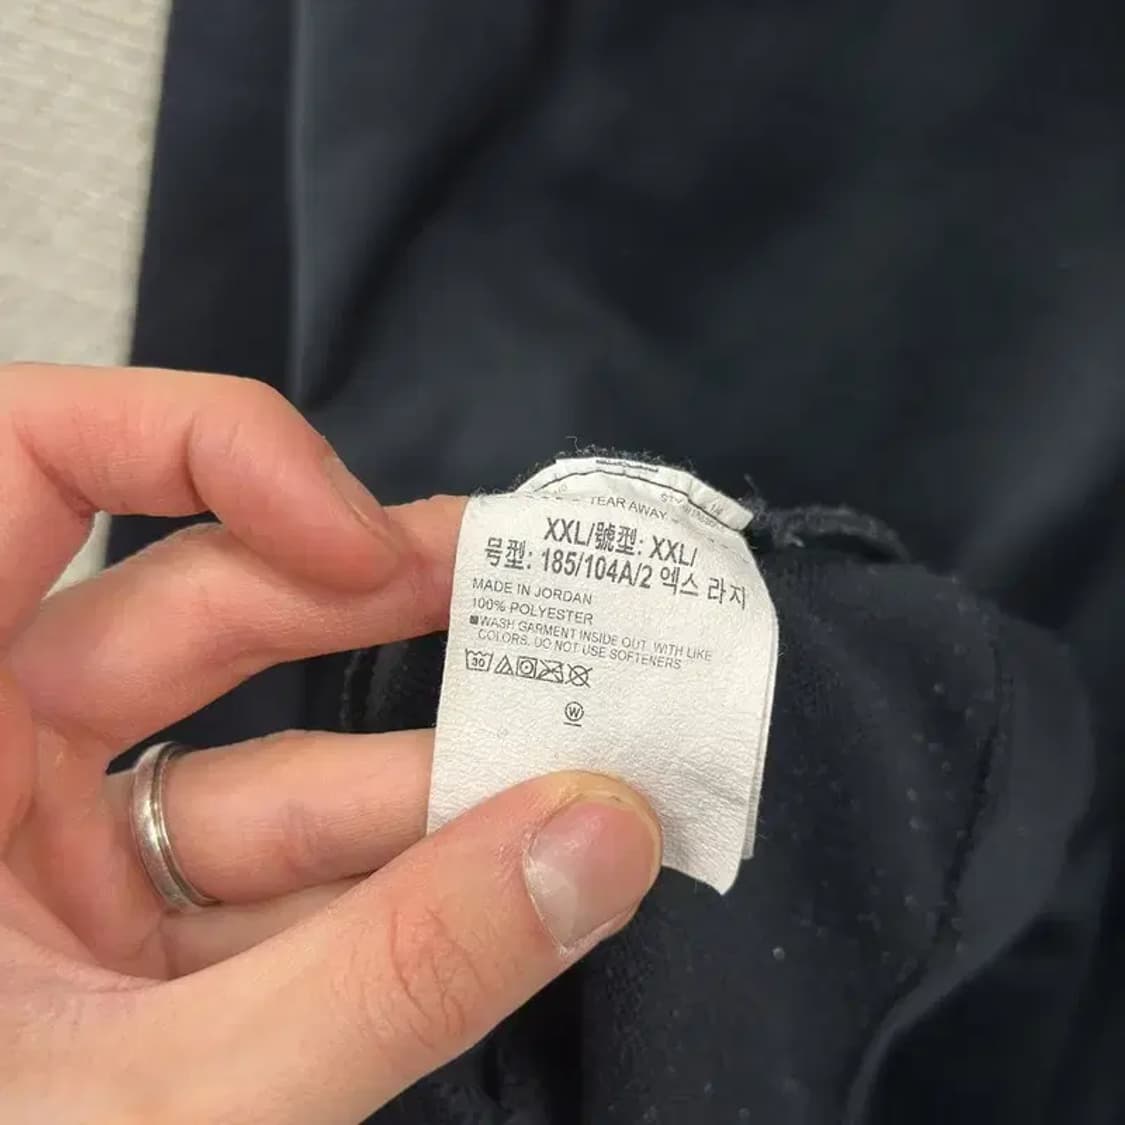 TEAR AWAY
XXL/號型: XXL/
号型: 185/104A/2 엑스 라지
MADE IN JORDAN
100% POLYESTER
■WASH GARMENT INSIDE OUT, WITH LIKE
COLORS. DO NOT USE SOFTENERS
30
W